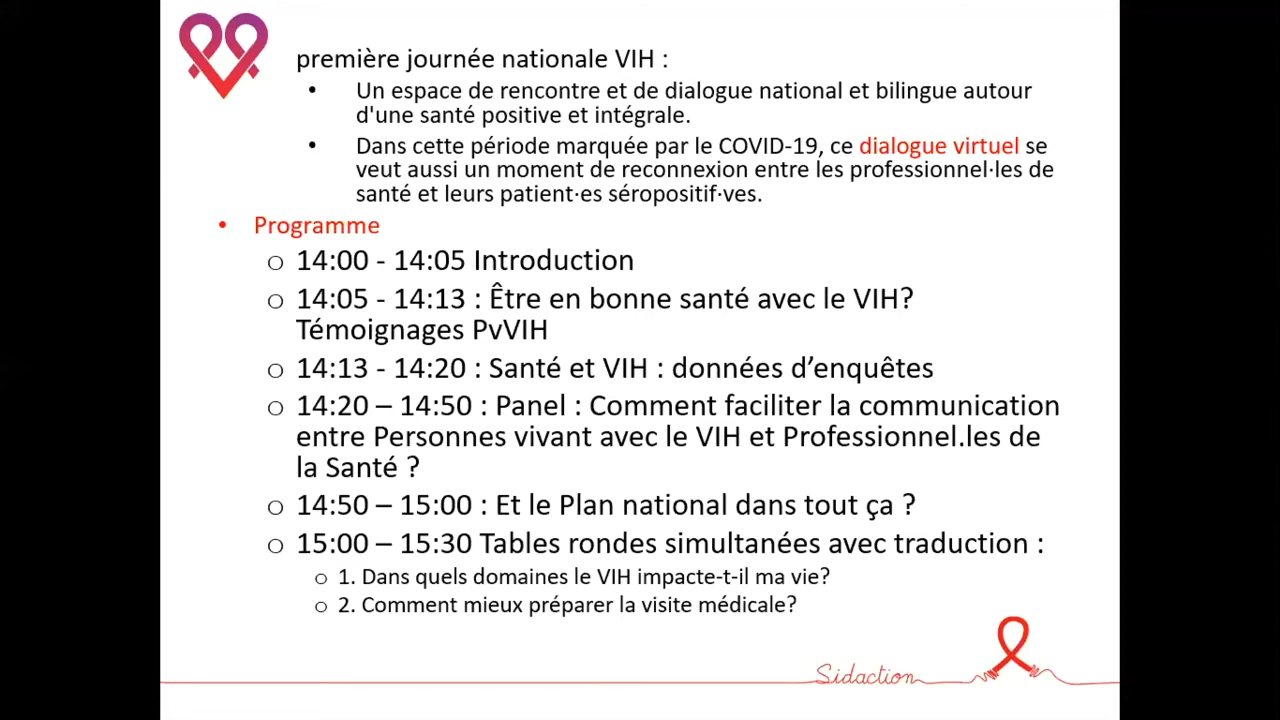 première journée nationale VIH :
• Un espace de rencontre et de dialogue national et bilingue autour
d'une santé positive et intégrale.
• Dans cette période marquée par le COVID-19, ce dialogue virtuel se
veut aussi un moment de reconnexion entre les professionnel·les de
santé et leurs patient·es séropositif·ves.
• Programme
o 14:00 - 14:05 Introduction
o 14:05 - 14:13 : Être en bonne santé avec le VIH?
Témoignages PvVIH
o 14:13 - 14:20 : Santé et VIH : données d’enquêtes
o 14:20 – 14:50 : Panel : Comment faciliter la communication
entre Personnes vivant avec le VIH et Professionnel.les de
la Santé ?
o 14:50 – 15:00 : Et le Plan national dans tout ça ?
o 15:00 – 15:30 Tables rondes simultanées avec traduction :
o 1. Dans quels domaines le VIH impacte-t-il ma vie?
o 2. Comment mieux préparer la visite médicale?
Sidaction